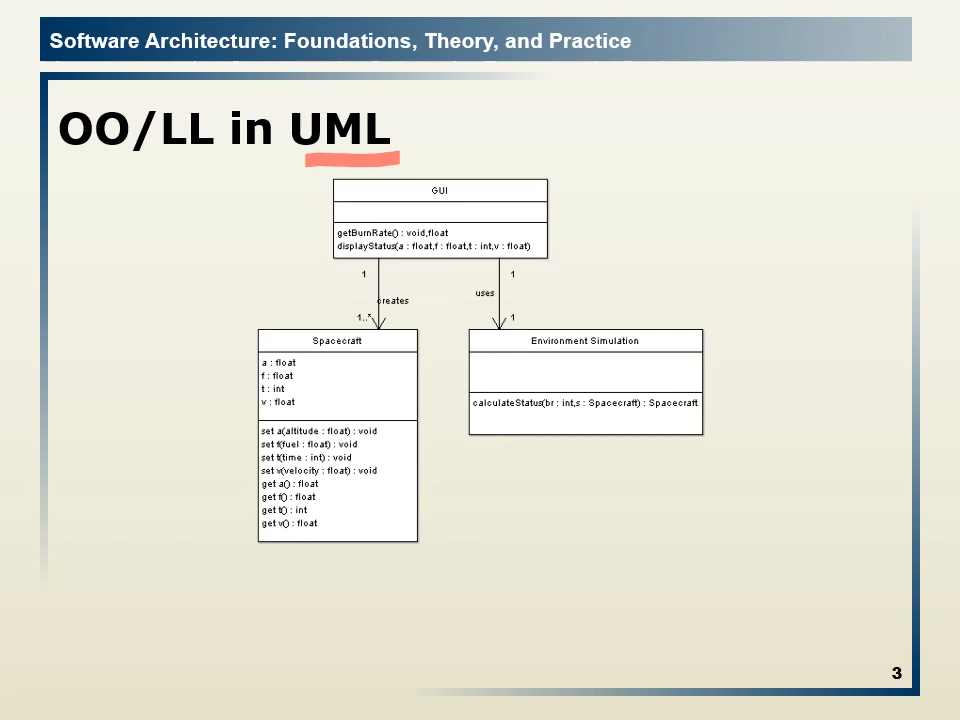 Software Architecture: Foundations, Theory, and Practice
OO/LL in UML
GUI
getBurnRate() : void,float
displayStatus(a : float,f : float,t : int,v : float)
1
1
creates
uses
1..*
1
Spacecraft
a : float
f : float
t : int
v : float
set a(altitude : float) : void
set f(fuel : float) : void
set t(time : int) : void
set v(velocity : float) : void
get a() : float
get f() : float
get t() : int
get v() : float
Environment Simulation
calculateStatus(br : int,s : Spacecraft) : Spacecraft
3